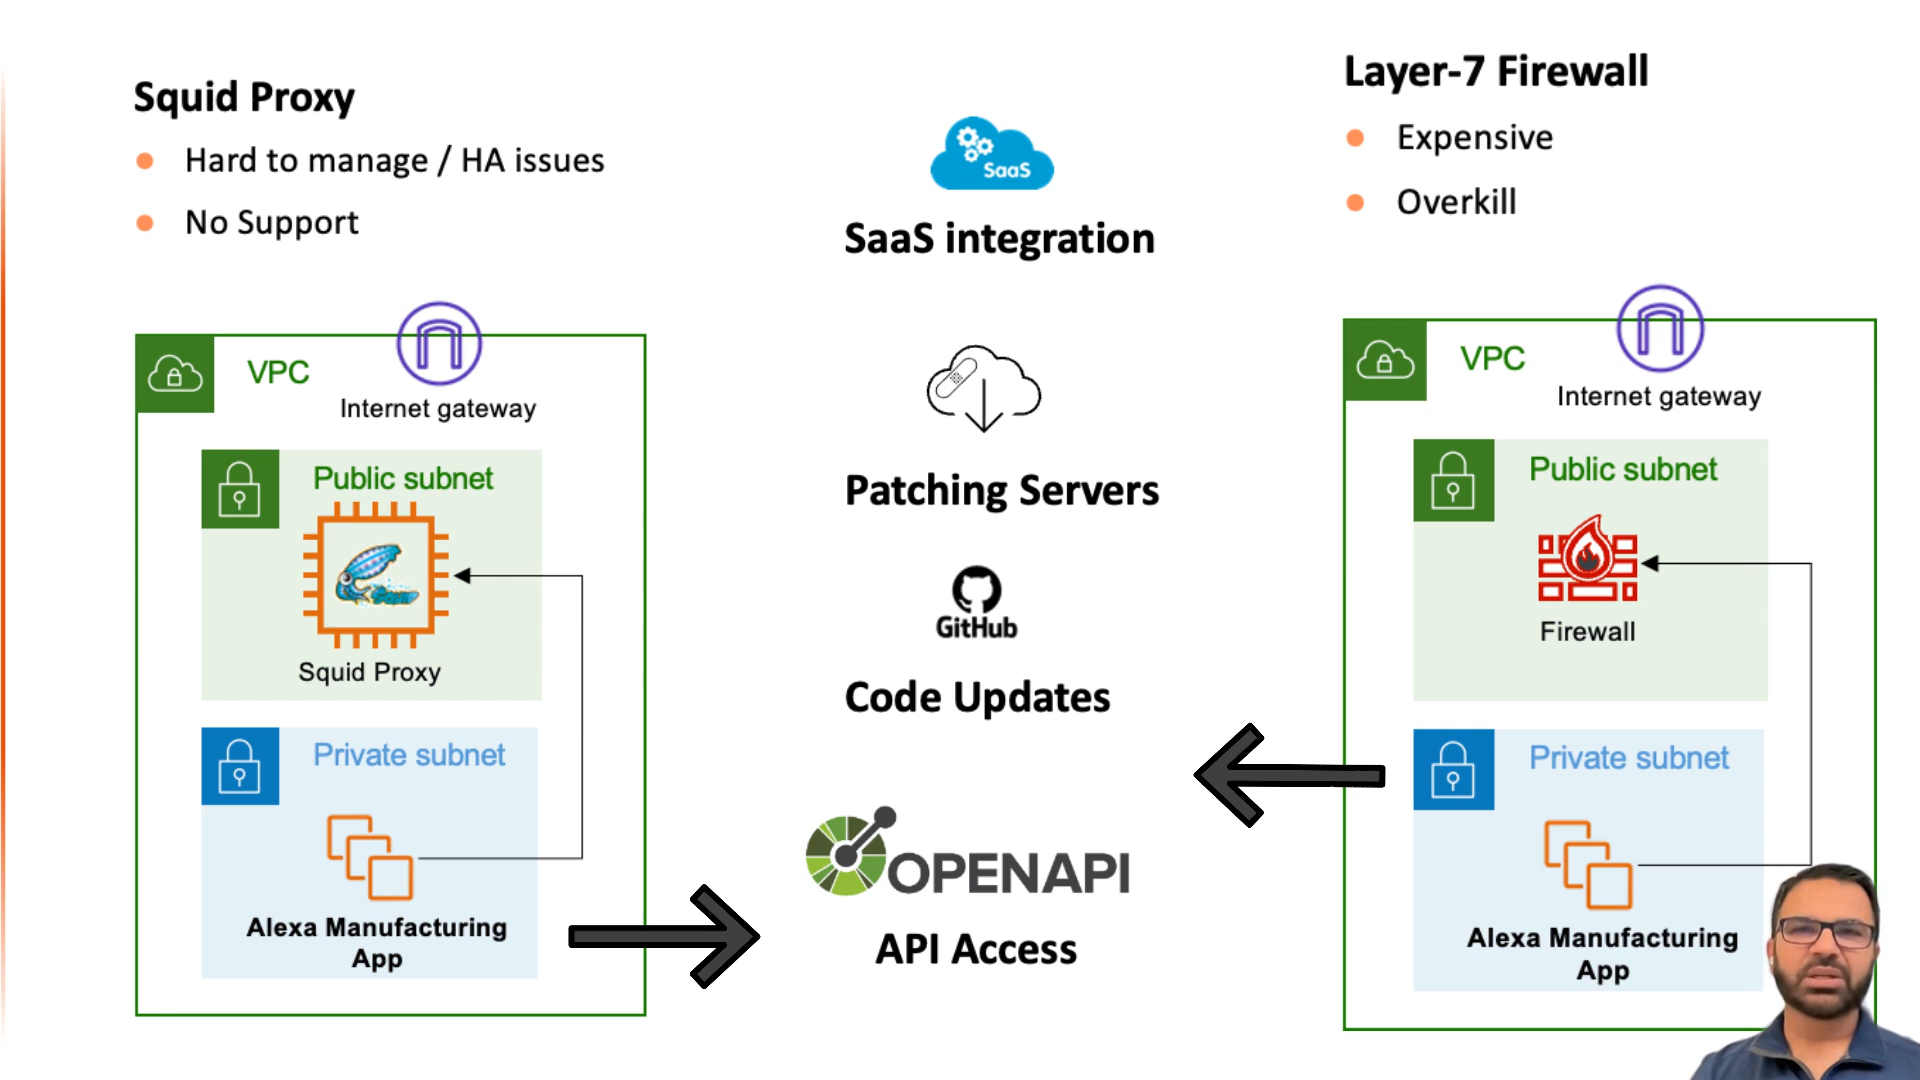 Squid Proxy
Hard to manage / HA issues
No Support
VPC
Internet gateway
Public subnet
Squid Proxy
Private subnet
Alexa Manufacturing
App
SaaS
SaaS integration
Patching Servers
GitHub
Code Updates
OPENAPI
API Access
Layer-7 Firewall
Expensive
Overkill
VPC
Internet gateway
Public subnet
Firewall
Private subnet
Alexa Manufacturing
App